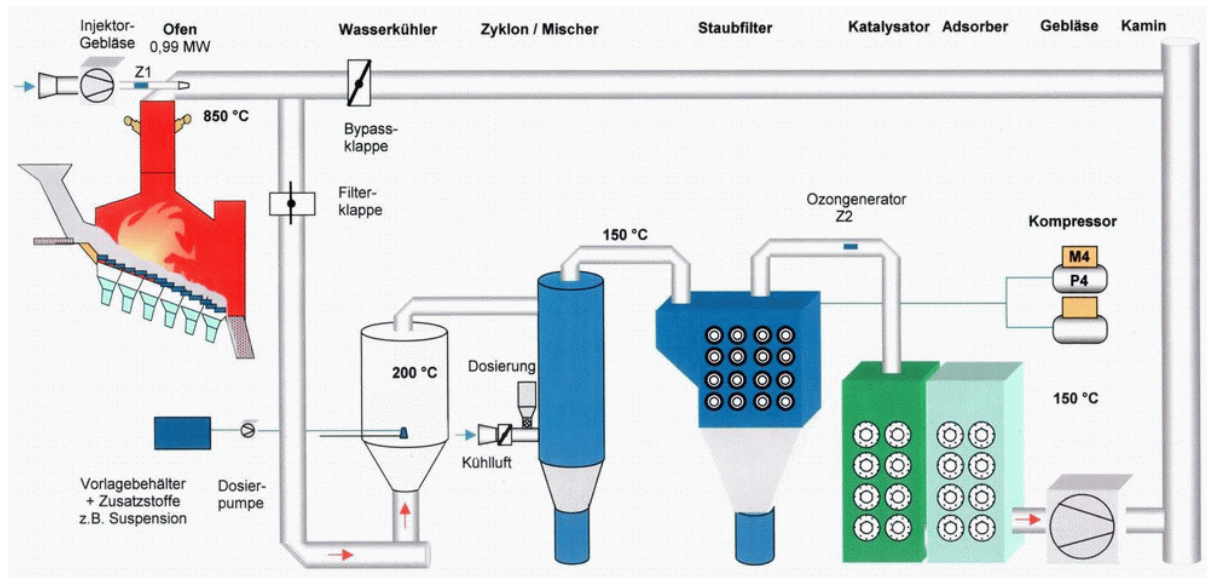 Injektor-
Gebläse
Ofen
0,99 MW
Wasserkühler
Zyklon / Mischer
Staubfilter
Katalysator
Adsorber
Gebläse
Kamin
Z1
850 °C
Bypass-
klappe
Filter-
klappe
Ozongenerator
Z2
Kompressor
M4
P4
150 °C
200 °C
Dosierung
150 °C
Kühlluft
Vorlagebehälter
+ Zusatzstoffe
z.B. Suspension
Dosier-
pumpe